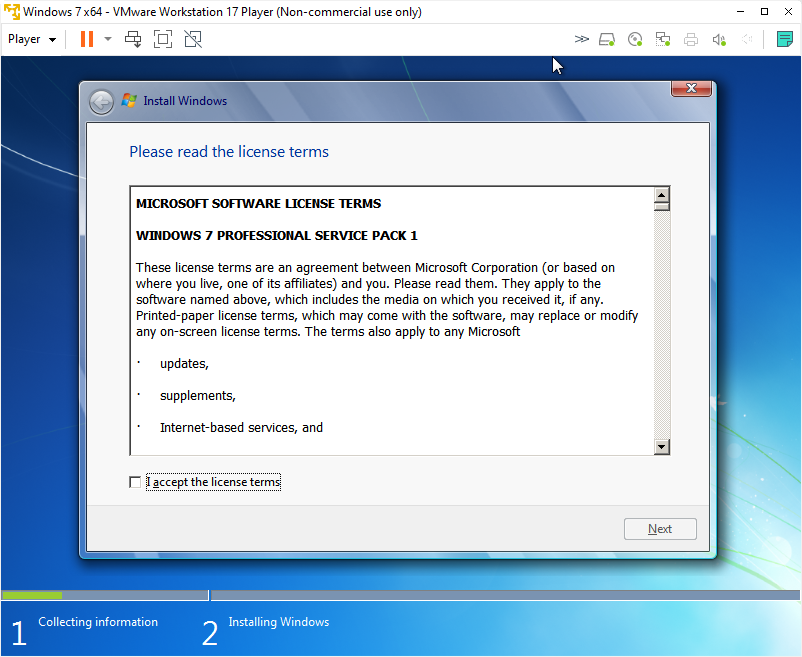 Windows 7 x64 - VMware Workstation 17 Player (Non-commercial use only)
Player
Install Windows
Please read the license terms
MICROSOFT SOFTWARE LICENSE TERMS
WINDOWS 7 PROFESSIONAL SERVICE PACK 1
These license terms are an agreement between Microsoft Corporation (or based on
where you live, one of its affiliates) and you. Please read them. They apply to the
software named above, which includes the media on which you received it, if any.
Printed-paper license terms, which may come with the software, may replace or modify
any on-screen license terms. The terms also apply to any Microsoft
· updates,
· supplements,
· Internet-based services, and
I accept the license terms
Next
1 Collecting information
2 Installing Windows